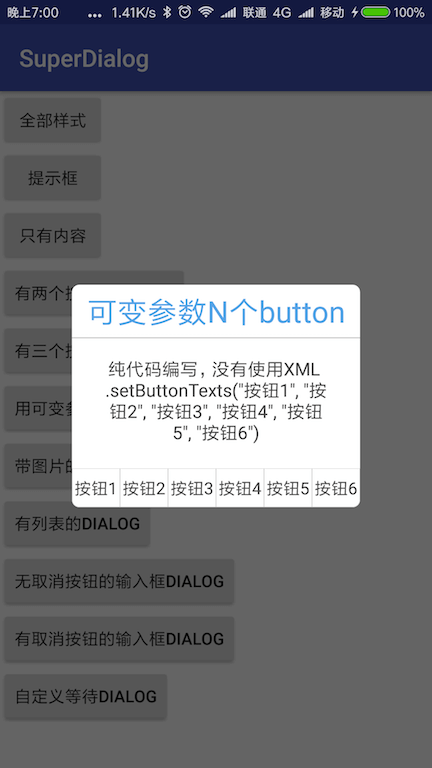 晚上7:00 ... 1.41K/s 联通 4G 移动 100%
SuperDialog
全部样式
提示框
只有内容
有两个
有三个
用可变参
带图片的
可变参数N个button
纯代码编写，没有使用XML
.setButtonTexts("按钮1", "按
钮2", "按钮3", "按钮4", "按钮
5", "按钮6")
按钮1 按钮2 按钮3 按钮4 按钮5 按钮6
有列表的DIALOG
无取消按钮的输入框DIALOG
有取消按钮的输入框DIALOG
自定义等待DIALOG